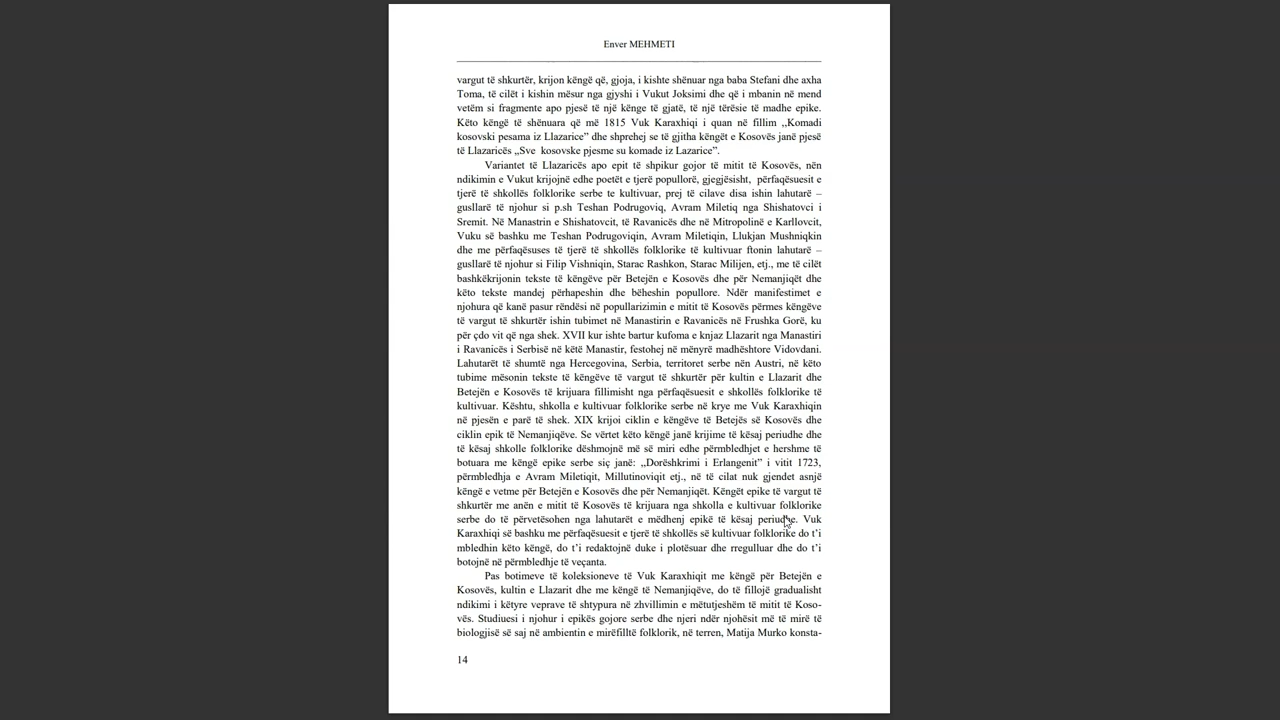 Enver MEHMETI
vargut të shkurtër, krijon këngë që, gjoja, i kishte shënuar nga baba Stefani dhe axha
Toma, të cilët i kishin mësur nga gjyshi i Vukut Joksimi dhe që i mbanin në mend
vetëm si fragmente apo pjesë të një kënge të gjatë, të një tërësie të madhe epike.
Këto këngë të shënuara që më 1815 Vuk Karaxhiqi i quan në fillim „Komadi
kosovski pesama iz Llazarice” dhe shprehej se të gjitha këngët e Kosovës janë pjesë
të Llazaricës „Sve kosovske pjesme su komade iz Lazarice”.
Variantet të Llazaricës apo epit të shpikur gojor të mitit të Kosovës, nën
ndikimin e Vukut krijojnë edhe poetët e tjerë popullorë, gjegjësisht, përfaqësuesit e
tjerë të shkollës folklorike serbe te kultivuar, prej të cilave disa ishin lahutarë –
gusllarë të njohur si p.sh Teshan Podrugoviq, Avram Miletiq nga Shishatovci i
Sremit. Në Manastrin e Shishatovcit, të Ravanicës dhe në Mitropolinë e Karllovcit,
Vuku së bashku me Teshan Podrugoviqin, Avram Miletiqin, Llukjan Mushniqkin
dhe me përfaqësuses të tjerë të shkollës folklorike të kultivuar ftonin lahutarë –
gusllarë të njohur si Filip Vishniqin, Starac Rashkon, Starac Milijen, etj., me të cilët
bashkëkrijonin tekste të këngëve për Betejën e Kosovës dhe për Nemanjiqët dhe
këto tekste mandej përhapeshin dhe bëheshin popullore. Ndër manifestimet e
njohura që kanë pasur rëndësi në popullarizimin e mitit të Kosovës përmes këngëve
të vargut të shkurtër ishin tubimet në Manastirin e Ravanicës në Frushka Gorë, ku
për çdo vit që nga shek. XVII kur ishte bartur kufoma e knjaz Llazarit nga Manastiri
i Ravanicës i Serbisë në këtë Manastir, festohej në mënyrë madhështore Vidovdani.
Lahutarët të shumtë nga Hercegovina, Serbia, territoret serbe nën Austri, në këto
tubime mësonin tekste të këngëve të vargut të shkurtër për kultin e Llazarit dhe
Betejën e Kosovës të krijuara fillimisht nga përfaqësuesit e shkollës folklorike të
kultivuar. Kështu, shkolla e kultivuar folklorike serbe në krye me Vuk Karaxhiqin
në pjesën e parë të shek. XIX krijoi ciklin e këngëve të Betejës së Kosovës dhe
ciklin epik të Nemanjiqëve. Se vërtet këto këngë janë krijime të kësaj periudhe dhe
të kësaj shkolle folklorike dëshmojnë më së miri edhe përmbledhjet e hershme të
botuara me këngë epike serbe siç janë: „Dorëshkrimi i Erlangenit” i vitit 1723,
përmbledhja e Avram Miletiqit, Millutinoviqit etj., në të cilat nuk gjendet asnjë
këngë e vetme për Betejën e Kosovës dhe për Nemanjiqët. Këngët epike të vargut të
shkurtër me anën e mitit të Kosovës të krijuara nga shkolla e kultivuar folklorike
serbe do të përvetësohen nga lahutarët e mëdhenj epikë të kësaj periudhe. Vuk
Karaxhiqi së bashku me përfaqësuesit e tjerë të shkollës së kultivuar folklorike do t’i
mbledhin këto këngë, do t’i redaktojnë duke i plotësuar dhe rregulluar dhe do t’i
botojnë në përmbledhje të veçanta.
Pas botimeve të koleksioneve të Vuk Karaxhiqit me këngë për Betejën e
Kosovës, kultin e Llazarit dhe me këngë të Nemanjiqëve, do të fillojë gradualisht
ndikimi i këtyre veprave të shtypura në zhvillimin e mëtutjeshëm të mitit të Koso-
vës. Studiuesi i njohur i epikës gojore serbe dhe njeri ndër njohësit më të mirë të
biologjisë së saj në ambientin e mirëfilltë folklorik, në terren, Matija Murko konsta-
14